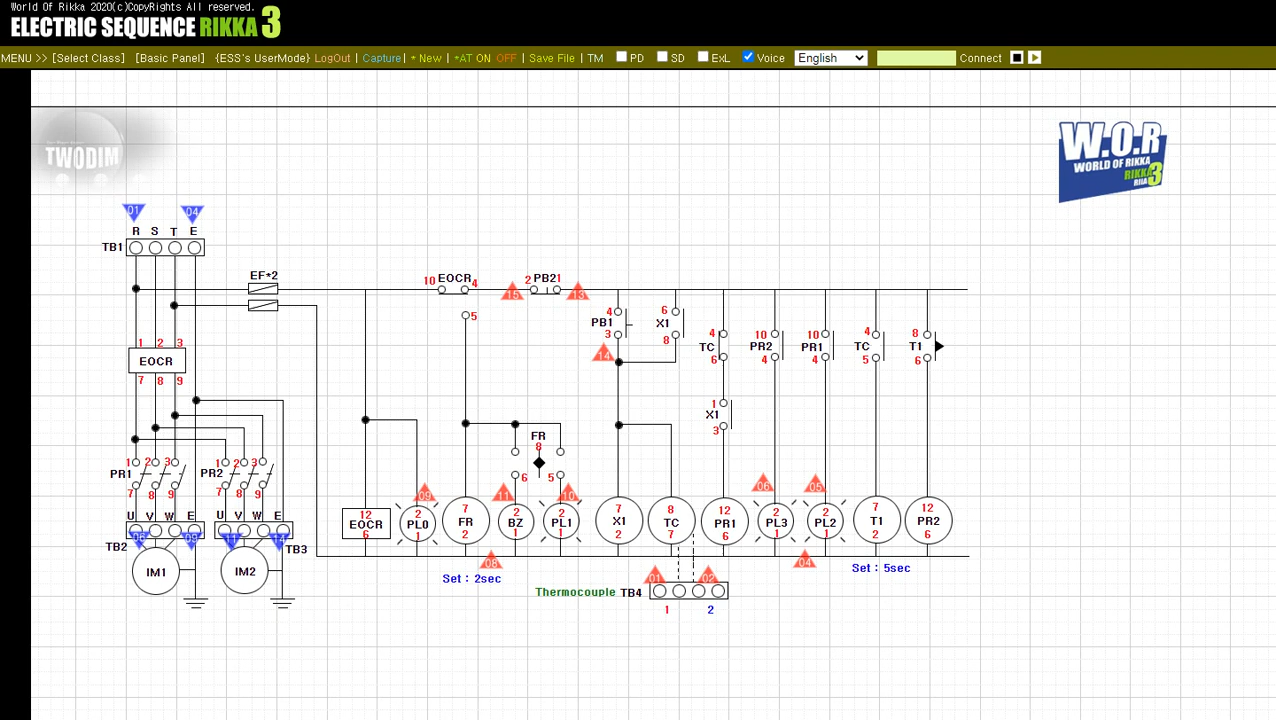 World Of Rikka 2020(c)CopyRights All reserved.
ELECTRIC SEQUENCE RIKKA 3
MENU >> [Select Class] [Basic Panel] {ESS's UserMode} LogOut | Capture | * New | *AT ON OFF | Save File | TM PD SD ExL Voice English Connect
TWODIM
W.O.R
WORLD OF RIKKA
RIKKA 3
RIIA
01 04
R S T E
TB1
EF*2
10 EOCR 4
15
2 PB2 1
13
5
4
PB1
3
14
6
X1
8
4
TC
6
10
PR2
4
10
PR1
4
4
TC
5
8
T1
6
1 2 3
EOCR
7 8 9
1
X1
3
FR
8
6 5
PR1 1 2 3
7 8 9
PR2 1 2 3
7 8 9
09 11 10 06 05
U V W E
U V W E
TB2 06 09
11 14 TB3
12
EOCR
6
2
PL0
1
7
FR
2
2
BZ
1
2
PL1
1
7
X1
2
8
TC
7
12
PR1
6
2
PL3
1
2
PL2
1
7
T1
2
12
PR2
6
IM1 IM2
08
04
Set : 2sec
Set : 5sec
01 02
Thermocouple TB4
1 2